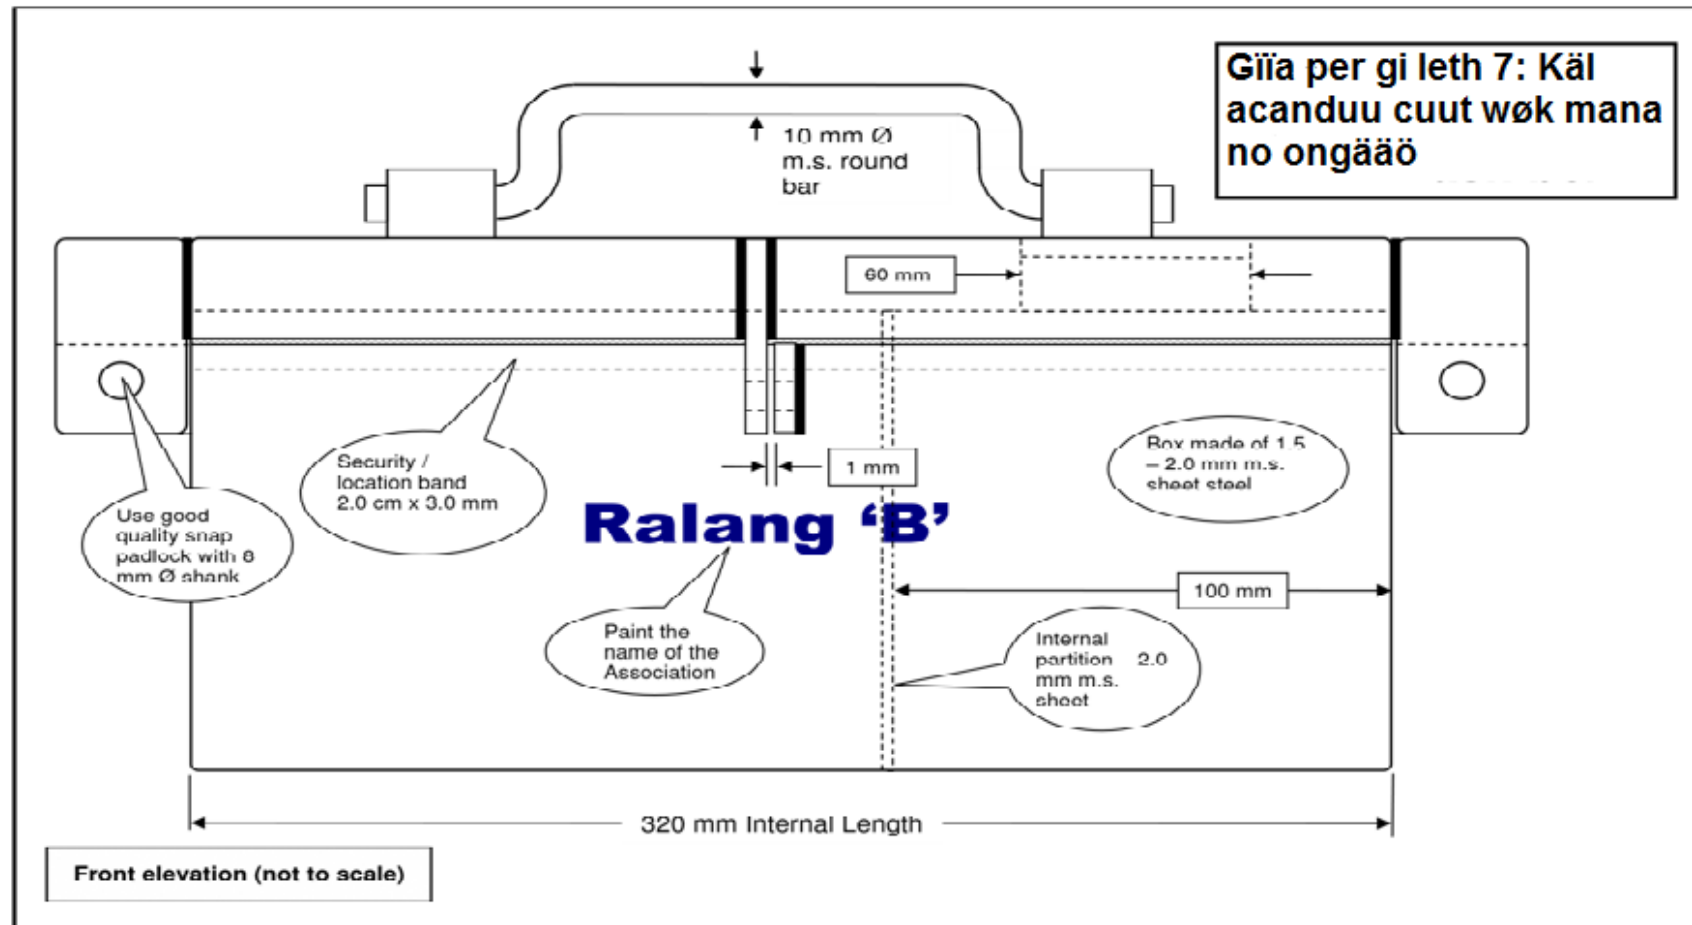 Gïïa per gi leth 7: Käl
acanduu cuut wøk mana
no ongääö
10 mm Ø
m.s. round
bar
60 mm
Security /
location band
2.0 cm x 3.0 mm
1 mm
Box made of 1.5
– 2.0 mm m.s.
sheet steel
Use good
quality snap
padlock with 6
mm Ø shank
Ralang ‘B’
100 mm
Paint the
name of the
Association
Internal
partition 2.0
mm m.s.
sheet
320 mm Internal Length
Front elevation (not to scale)